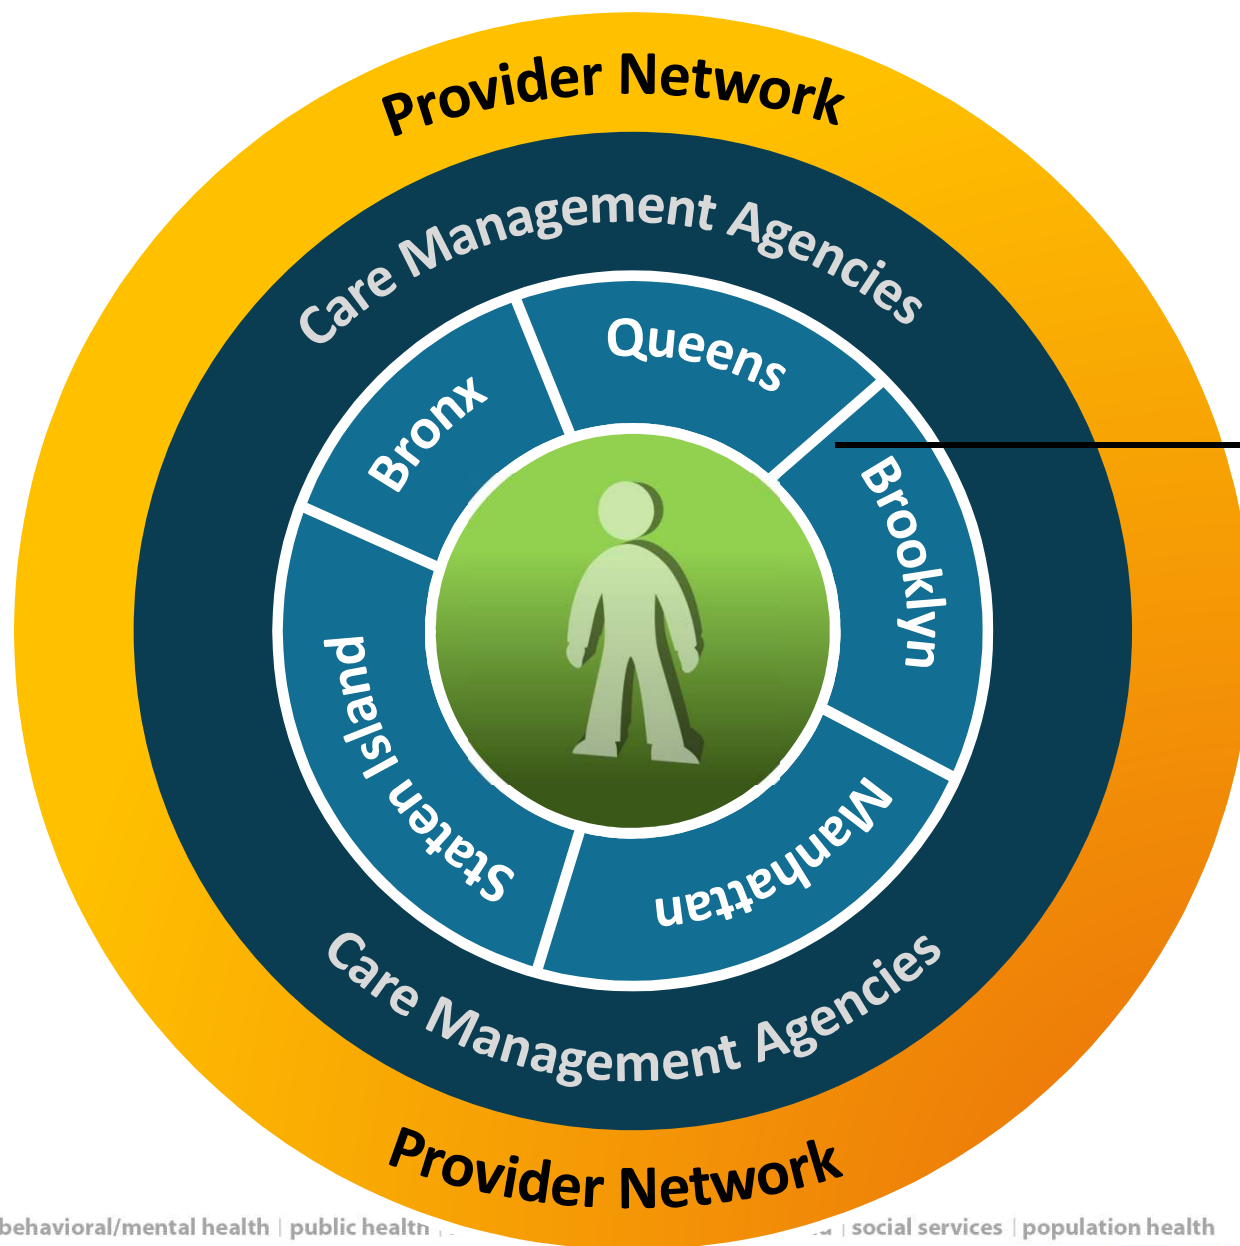 Provider Network
Care Management Agencies
Queens
Bronx
Brooklyn
Staten Island
Manhattan
Care Management Agencies
Provider Network
behavioral/mental health | public health | | social services | population health